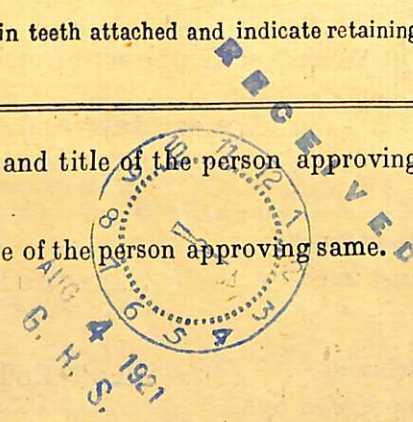 in teeth attached and indicate retaining
RECEIVED
and title of the person approving
10 11 12 1 2 3 4 5 6 7 8 9
e of the person approving same.
AUG 4 1921
G. H. S.